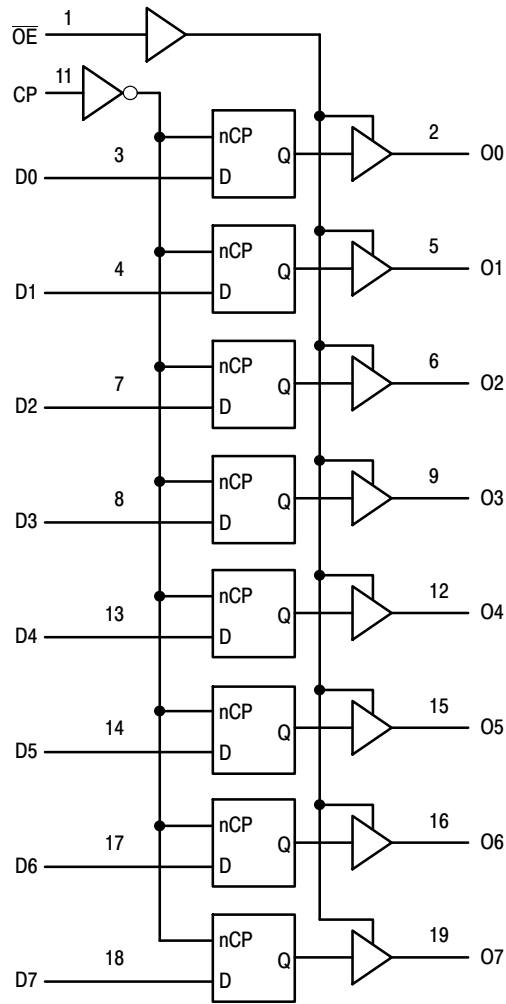 1
O̅E̅
11
CP
nCP
3
2
D0
D
Q
O0
nCP
4
5
D1
D
Q
O1
nCP
7
6
D2
D
Q
O2
nCP
8
9
D3
D
Q
O3
nCP
13
12
D4
D
Q
O4
nCP
14
15
D5
D
Q
O5
nCP
17
16
D6
D
Q
O6
nCP
18
19
D7
D
Q
O7